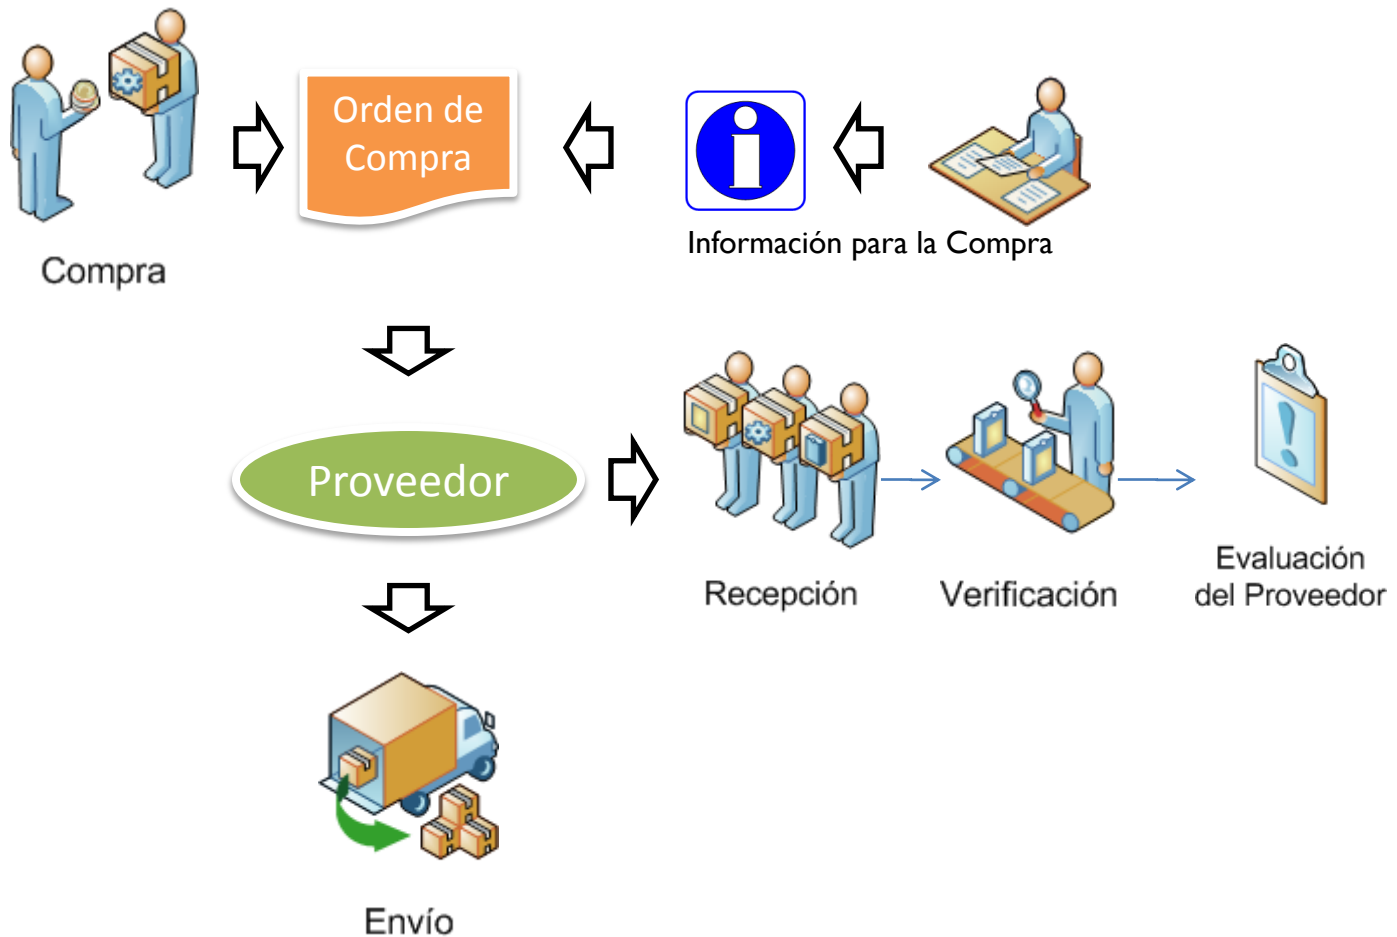 Orden de
Compra
Información para la Compra
Compra
Proveedor
Recepción
Verificación
Evaluación
del Proveedor
Envío